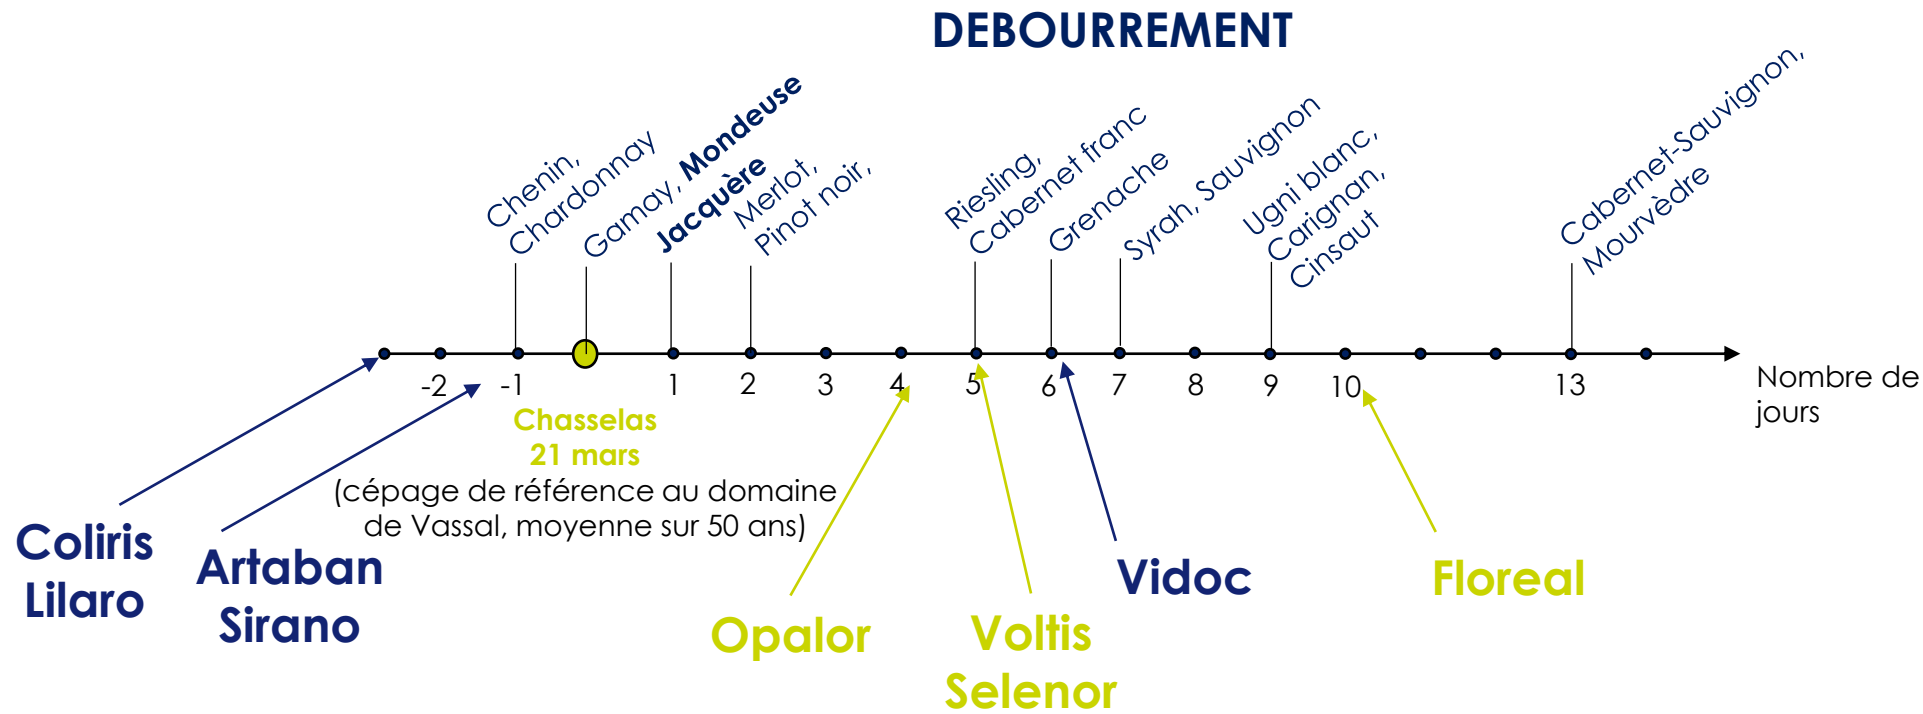 DEBOURREMENT
Chenin,
Chardonnay
Gamay, Mondeuse
Jacquère
Merlot,
Pinot noir,
Riesling,
Cabernet franc
Grenache
Syrah, Sauvignon
Ugni blanc,
Carignan,
Cinsaut
Cabernet-Sauvignon,
Mourvèdre
-2 -1 1 2 3 4 5 6 7 8 9 10 13
Nombre de
jours
Chasselas
21 mars
(cépage de référence au domaine
de Vassal, moyenne sur 50 ans)
Coliris
Lilaro
Artaban
Sirano
Opalor
Voltis
Selenor
Vidoc
Floreal